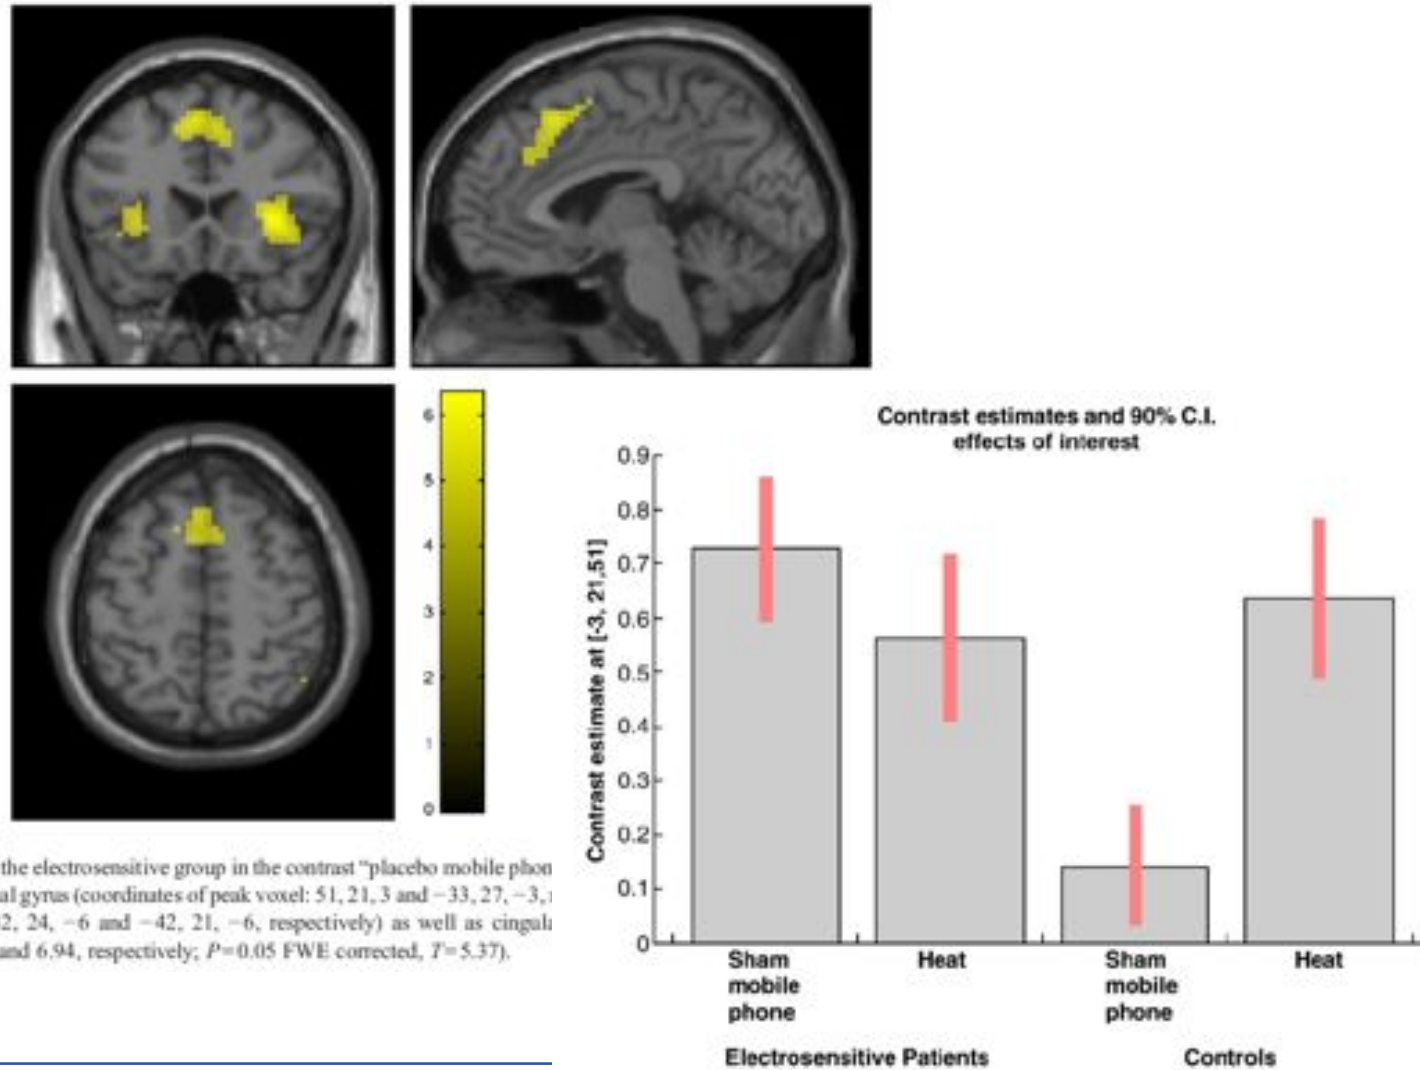 6
5
4
3
2
1
0
Contrast estimates and 90% C.I.
effects of interest
Contrast estimate at [-3, 21,51]
0.9
0.8
0.7
0.6
0.5
0.4
0.3
0.2
0.1
0
Sham mobile phone
Heat
Sham mobile phone
Heat
Electrosensitive Patients
Controls
the electrosensitive group in the contrast “placebo mobile phon
al gyrus (coordinates of peak voxel: 51, 21, 3 and −33, 27, −3,
2, 24, −6 and −42, 21, −6, respectively) as well as cingula
and 6.94, respectively; P=0.05 FWE corrected, T=5.37).